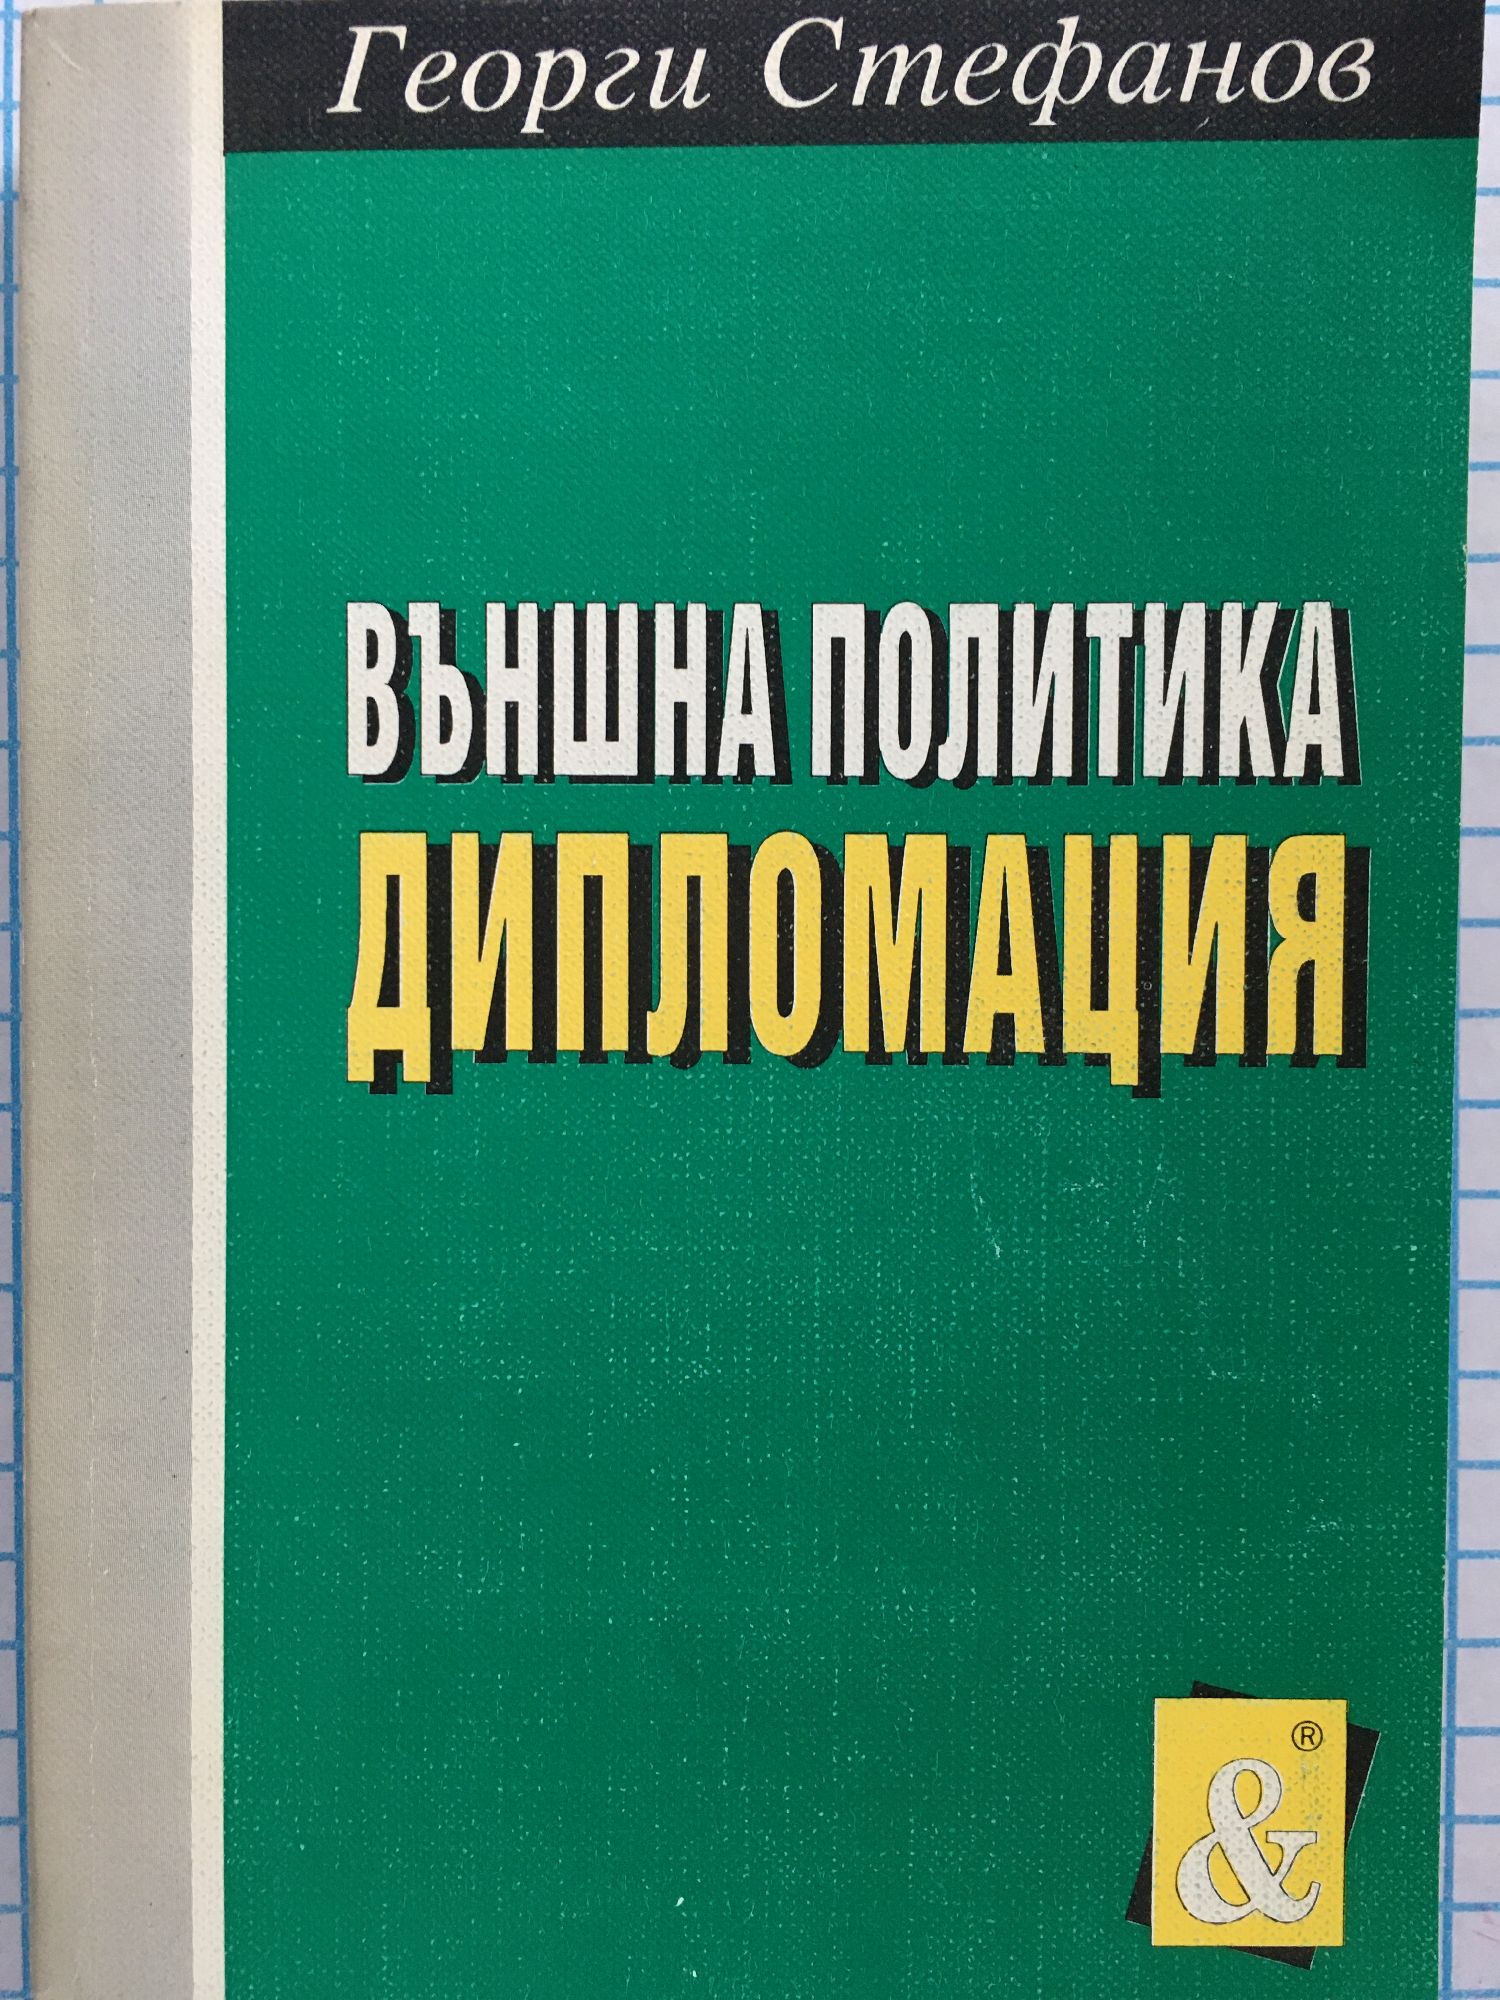 Георги Стефанов
ВЪНШНА ПОЛИТИКА
ДИПЛОМАЦИЯ
®
&